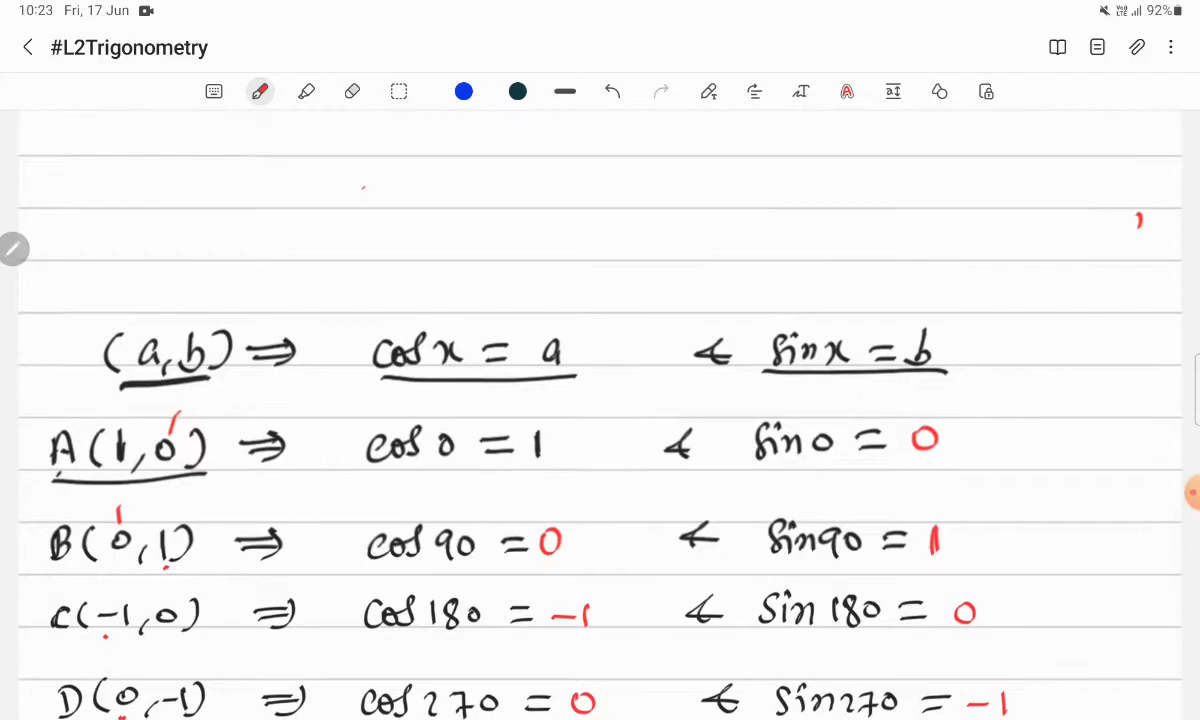 10:23 Fri, 17 Jun 92%
#L2Trigonometry
(a,b) ⇒ cos x = a & sin x = b
A(1,0) ⇒ cos 0 = 1 & sin 0 = 0
B(0,1) ⇒ cos 90 = 0 & sin 90 = 1
C(-1,0) ⇒ cos 180 = -1 & sin 180 = 0
D(0,-1) ⇒ cos 270 = 0 & sin 270 = -1